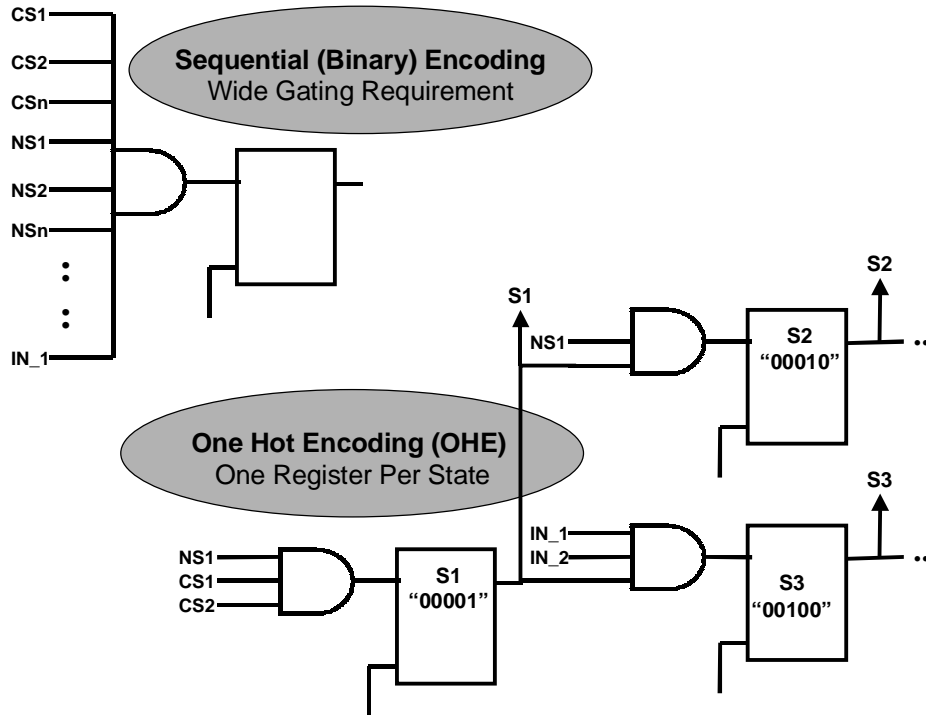 CS1
CS2
CSn
NS1
NS2
NSn
IN_1
Sequential (Binary) Encoding
Wide Gating Requirement
S1
S2
NS1
S2
“00010”
One Hot Encoding (OHE)
One Register Per State
S3
IN_1
IN_2
NS1
CS1
CS2
S1
“00001”
S3
“00100”